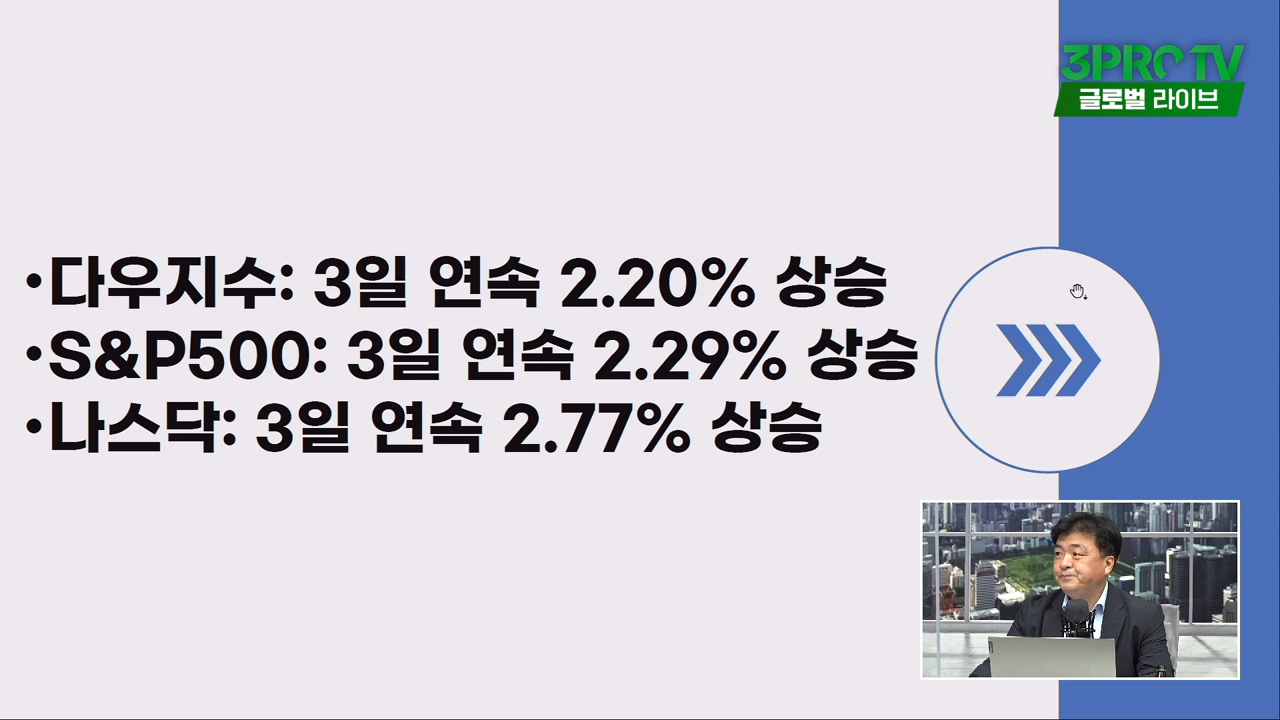 3PRO TV
글로벌 라이브
•다우지수: 3일 연속 2.20% 상승
•S&P500: 3일 연속 2.29% 상승
•나스닥: 3일 연속 2.77% 상승